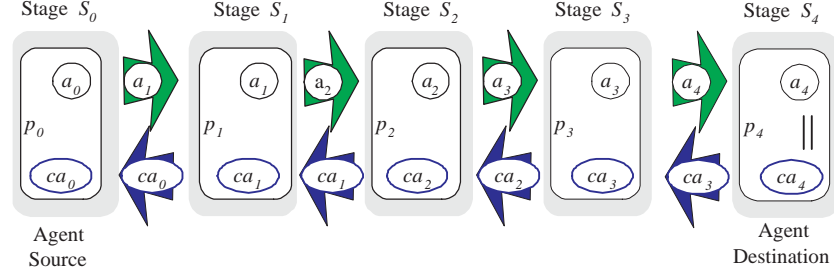 Stage S0 Stage S1 Stage S2 Stage S3 Stage S4
a0 a1 a1 a2 a2 a3 a3 a4 a4
p0 p1 p2 p3 p4 ||
ca0 ca0 ca1 ca1 ca2 ca2 ca3 ca3 ca4
Agent Agent
Source Destination